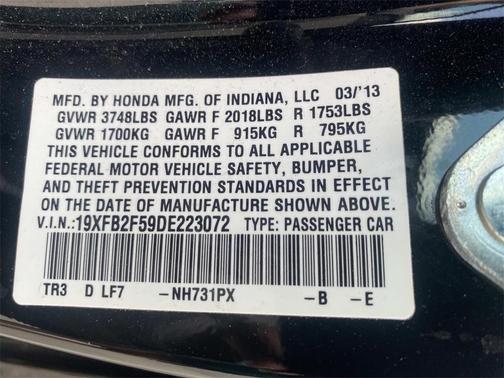 MFD. BY HONDA MFG. OF INDIANA, LLC 03/'13
GVWR 3748LBS GAWR F 2018LBS R 1753LBS
GVWR 1700KG GAWR F 915KG R 795KG
THIS VEHICLE CONFORMS TO ALL APPLICABLE
FEDERAL MOTOR VEHICLE SAFETY, BUMPER,
AND THEFT PREVENTION STANDARDS IN EFFECT
ON THE DATE OF MANUFACTURE SHOWN ABOVE.
V.I.N.:19XFB2F59DE223072 TYPE: PASSENGER CAR
TR3 D LF7 -NH731PX -B -E